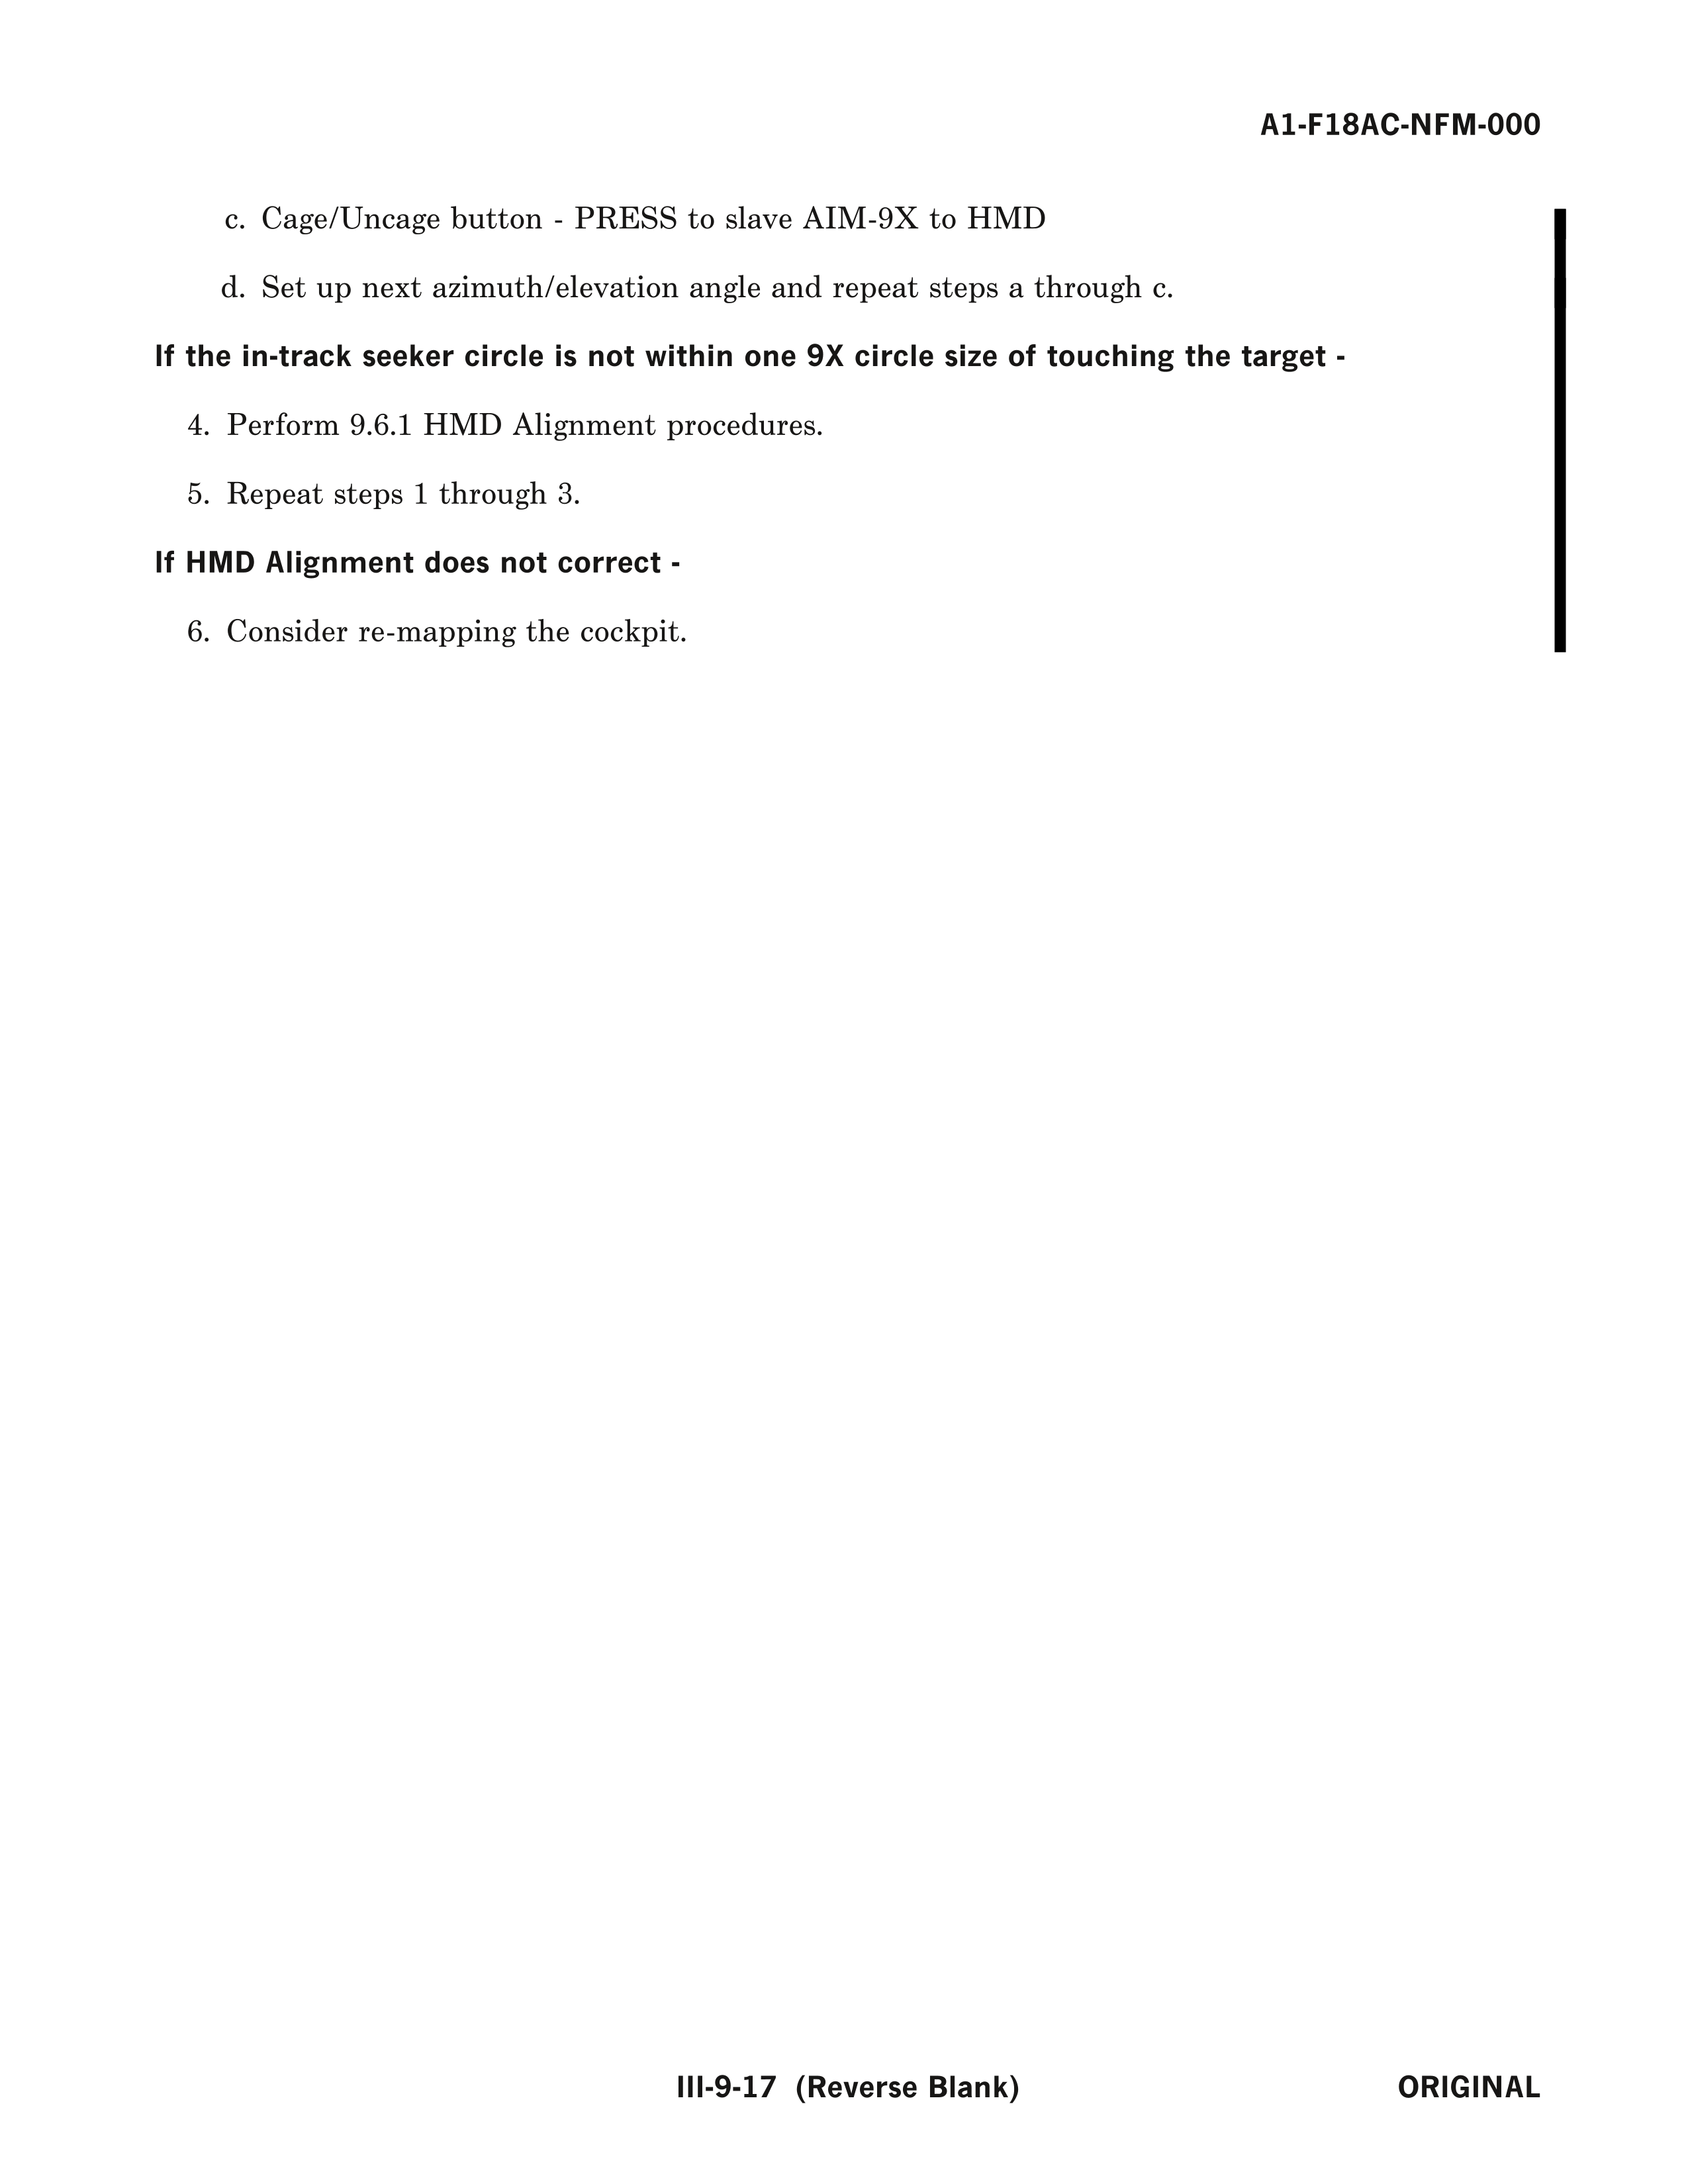 A1-F18AC-NFM-000
c. Cage/Uncage button - PRESS to slave AIM-9X to HMD
d. Set up next azimuth/elevation angle and repeat steps a through c.
If the in-track seeker circle is not within one 9X circle size of touching the target -
4. Perform 9.6.1 HMD Alignment procedures.
5. Repeat steps 1 through 3.
If HMD Alignment does not correct -
6. Consider re-mapping the cockpit.
III-9-17 (Reverse Blank)
ORIGINAL